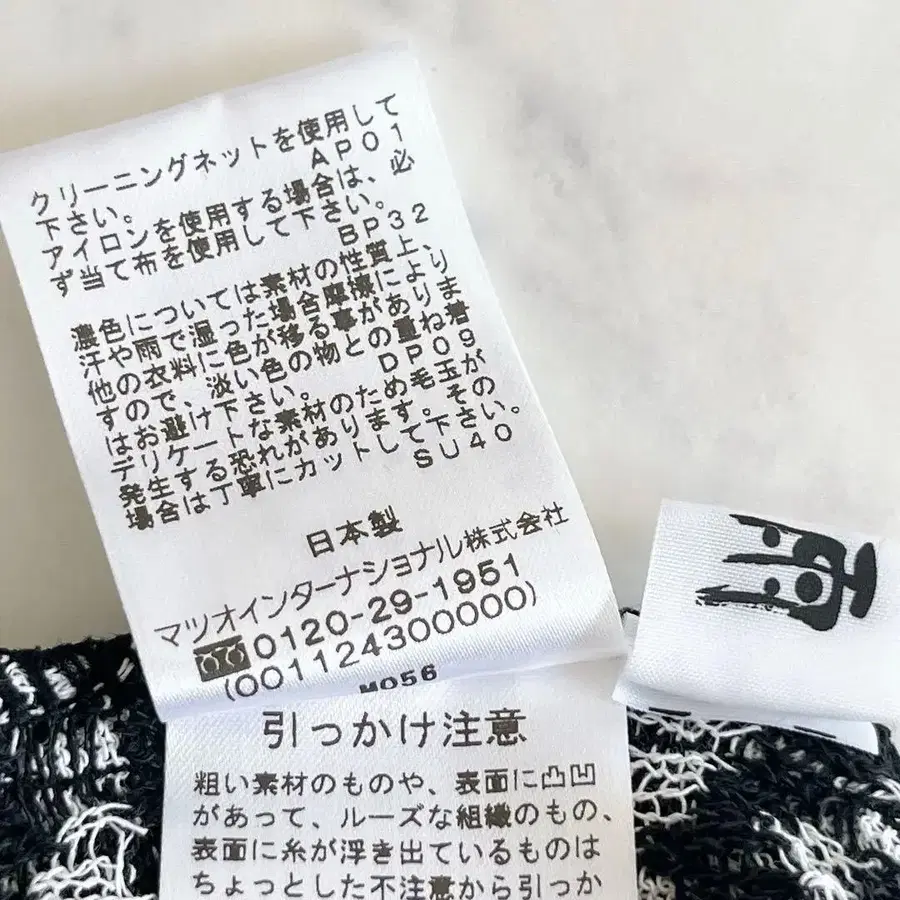 クリーニングネットを使用して
下さい。 AP01
アイロンを使用する場合は、必
ず当て布を使用して下さい。
BP32
濃色については素材の性質上、
汗や雨で湿った場合摩擦により
他の衣料に色が移る事がありま
すので、淡い色の物との重ね着
はお避け下さい。 DP09
デリケートな素材のため毛玉が
発生する恐れがあります。その
場合は丁寧にカットして下さい。
SU40
日本製
マツオインターナショナル株式会社
0120-29-1951
(001124300000)
M056
引っかけ注意
粗い素材のものや、表面に凸凹
があって、ルーズな組織のもの、
表面に糸が浮き出ているものは
ちょっとした不注意から引っか